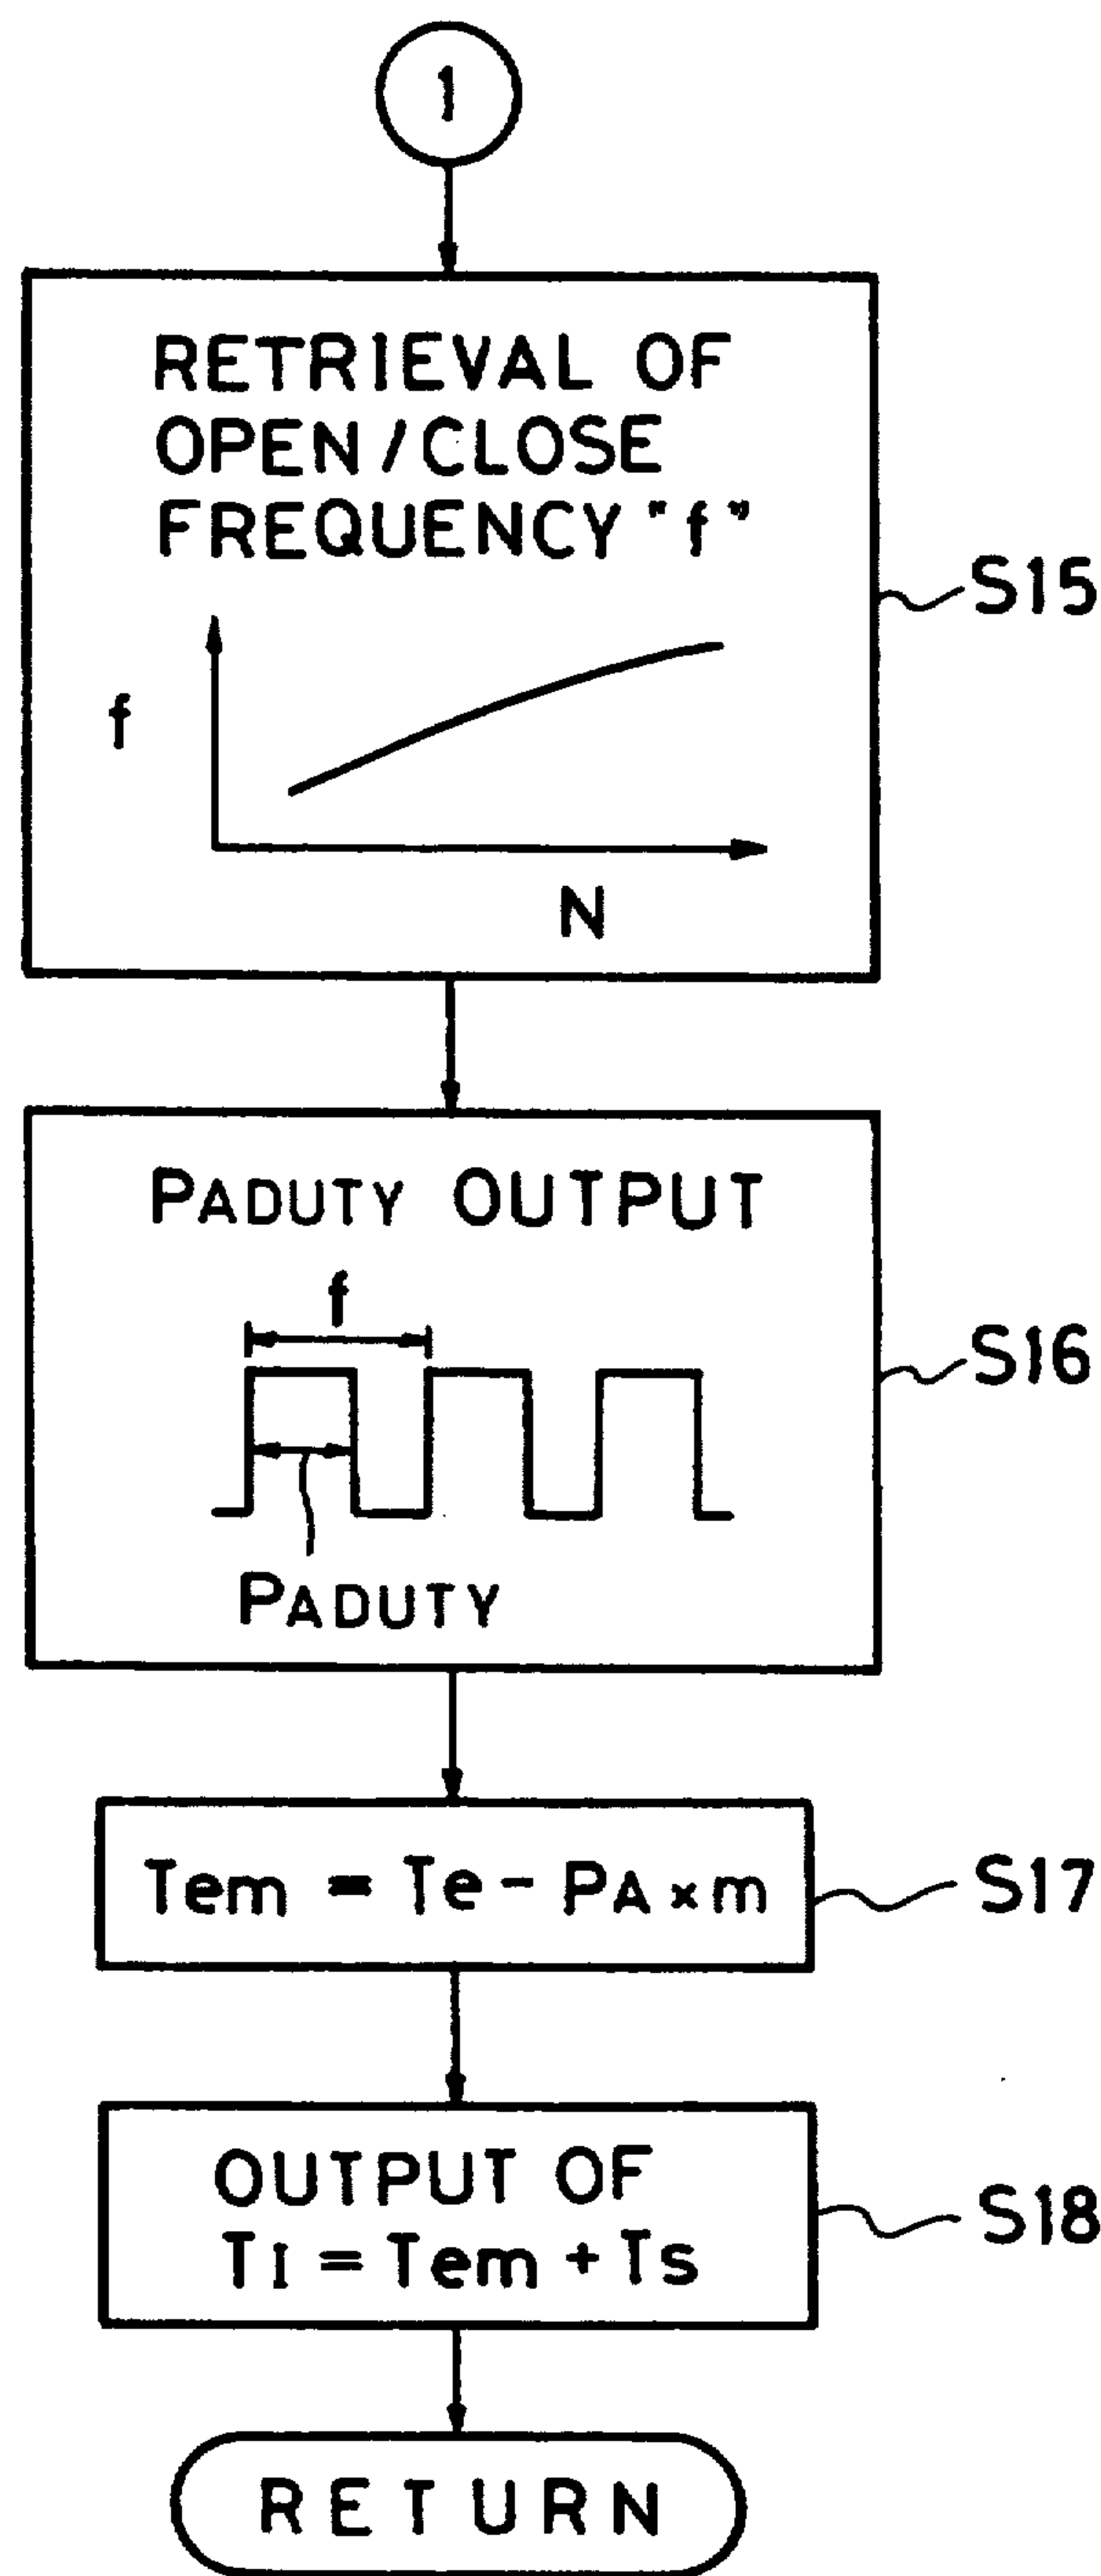 1
RETRIEVAL OF
OPEN/CLOSE
FREQUENCY "f"
S15
f
N
PADUTY OUTPUT
f
S16
PADUTY
Tem = Te - PA × m
S17
OUTPUT OF
TI = Tem + Ts
S18
RETURN